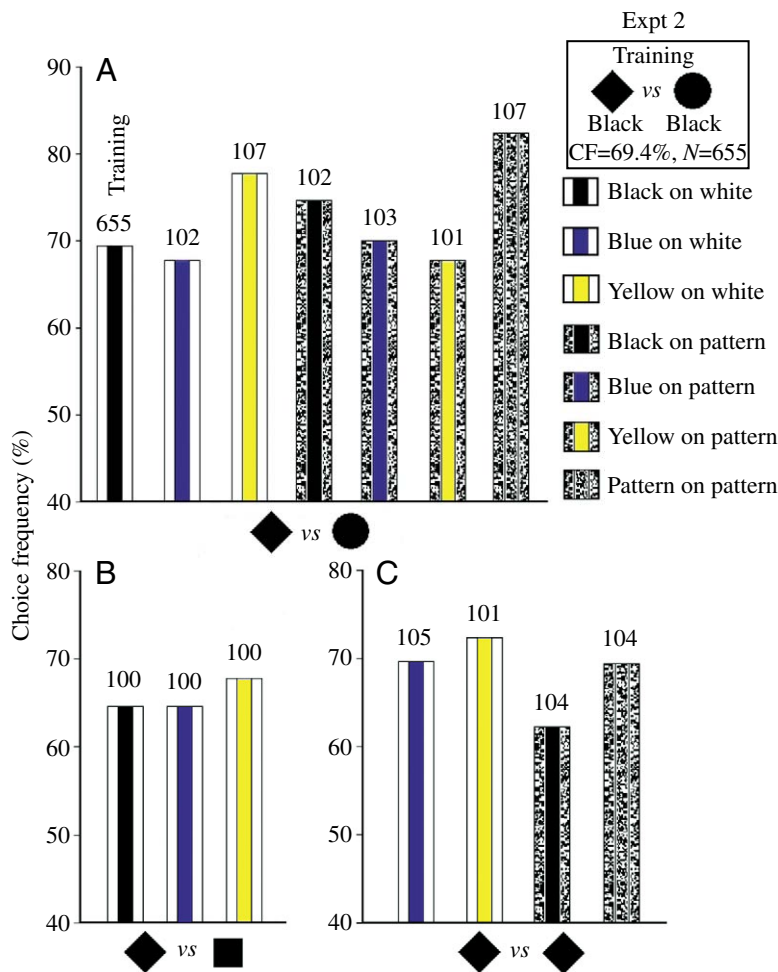 Expt 2
Training
vs
Black Black
CF=69.4%, N=655
Black on white
Blue on white
Yellow on white
Black on pattern
Blue on pattern
Yellow on pattern
Pattern on pattern
Choice frequency (%)
A
90
80
70
60
50
40
Training
655
102
107
102
103
101
107
vs
B
80
70
60
50
40
100
100
100
vs
C
80
70
60
50
40
105
101
104
104
vs